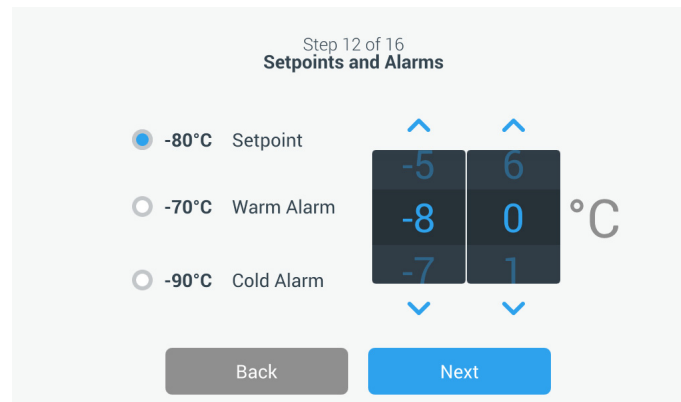 Step 12 of 16
Setpoints and Alarms
-80°C Setpoint
-70°C Warm Alarm
-90°C Cold Alarm
-5 6
-8 0 °C
-7 1
Back Next